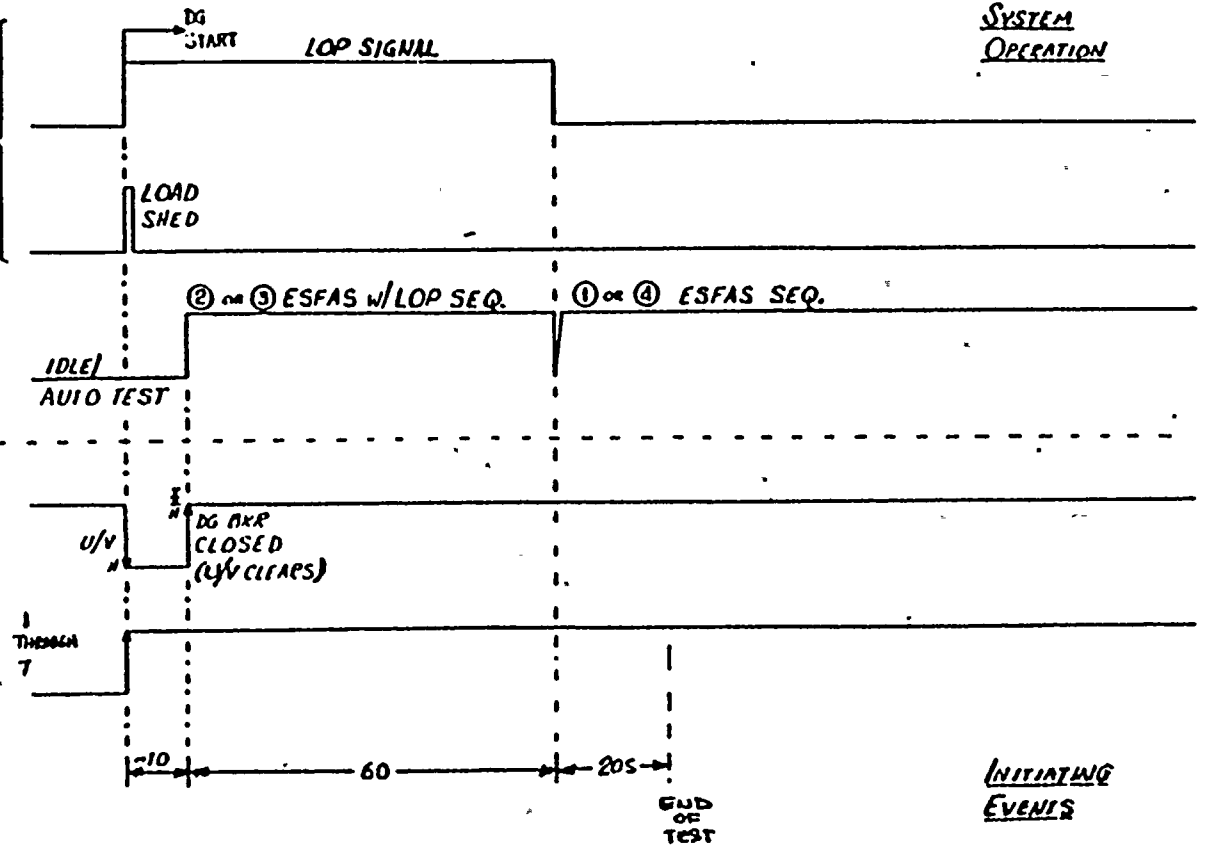 DG
START
LOP SIGNAL
SYSTEM
OPERATION
LOAD
SHED
② OR ③ ESFAS W/LOP SEQ.
① OR ④ ESFAS SEQ.
IDLE/
AUTO TEST
U/V
N
N
DG BKR
CLOSED
(U/V CLEARS)
1
THROUGH
7
~10
60
20S
END
OF
TEST
INITIATING
EVENTS